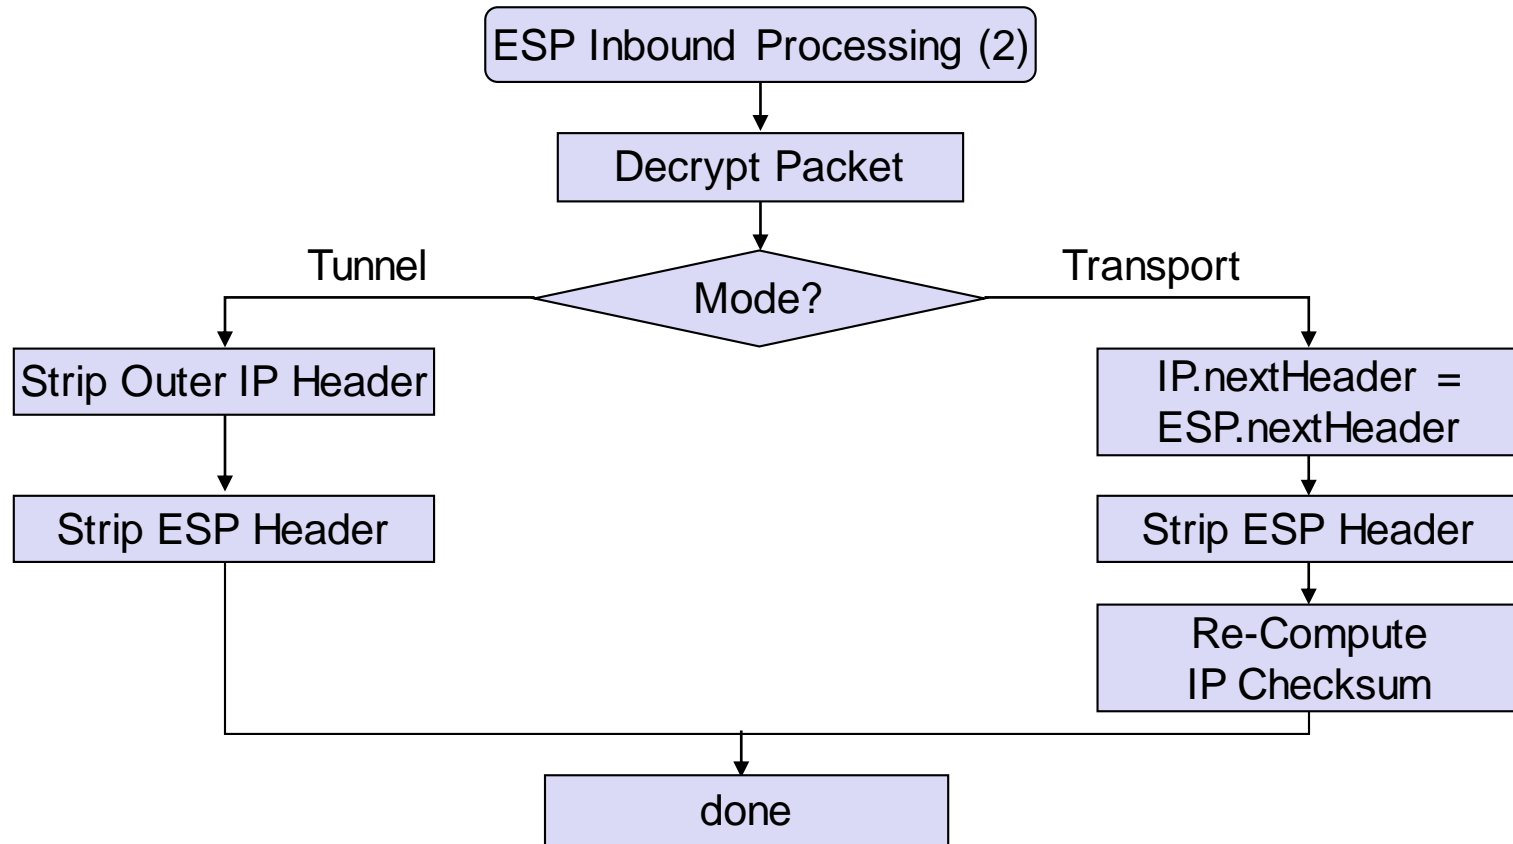 ESP Inbound Processing (2)
Decrypt Packet
Tunnel
Transport
Mode?
Strip Outer IP Header
IP.nextHeader =
ESP.nextHeader
Strip ESP Header
Strip ESP Header
Re-Compute
IP Checksum
done